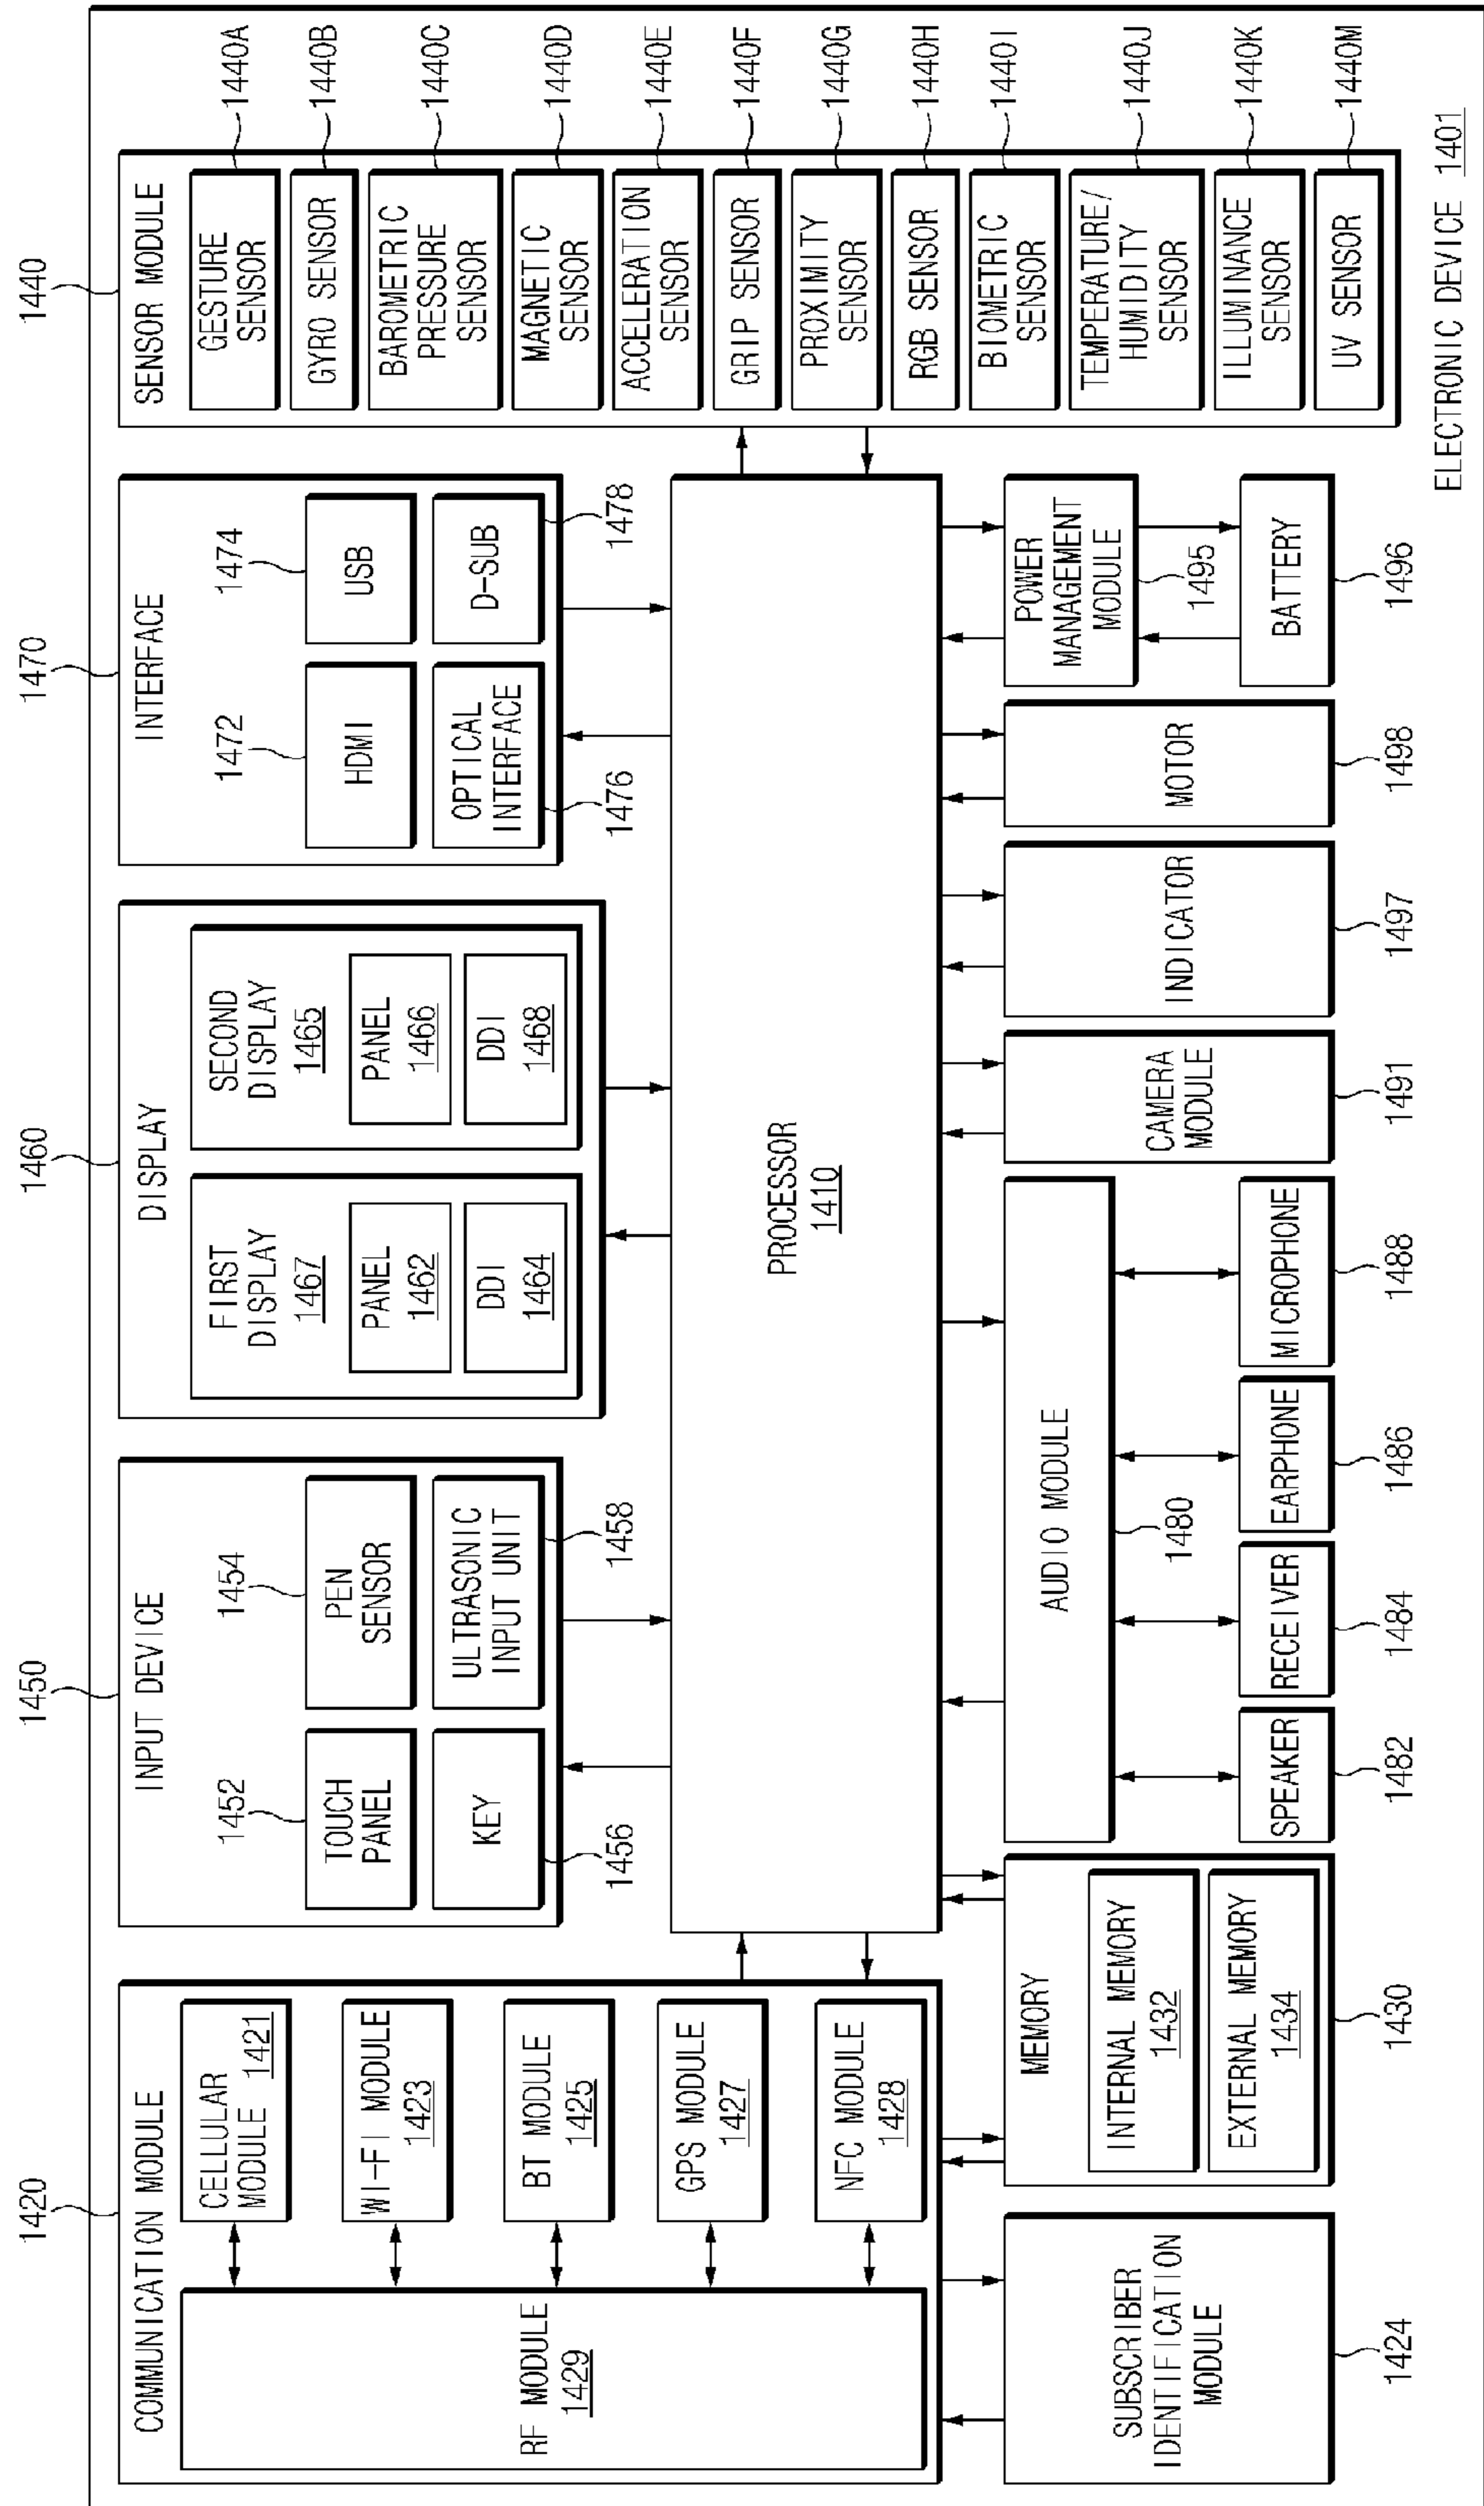 1420
COMMUNICATION MODULE
CELLULAR
MODULE 1421
WI-FI MODULE
1423
BT MODULE
1425
GPS MODULE
1427
NFC MODULE
1428
RF MODULE
1429
1450
INPUT DEVICE
1452
TOUCH
PANEL
1454
PEN
SENSOR
KEY
1456
ULTRASONIC
INPUT UNIT
1458
1460
DISPLAY
FIRST
DISPLAY
1467
PANEL
1462
DDI
1464
SECOND
DISPLAY
1465
PANEL
1466
DDI
1468
1470
INTERFACE
1472
HDMI
1474
USB
OPTICAL
INTERFACE
1476
D-SUB
1478
1440
SENSOR MODULE
GESTURE
SENSOR
1440A
GYRO SENSOR
1440B
BAROMETRIC
PRESSURE
SENSOR
1440C
MAGNETIC
SENSOR
1440D
ACCELERATION
SENSOR
1440E
GRIP SENSOR
1440F
PROXIMITY
SENSOR
1440G
RGB SENSOR
1440H
BIOMETRIC
SENSOR
1440I
TEMPERATURE/
HUMIDITY
SENSOR
1440J
ILLUMINANCE
SENSOR
1440K
UV SENSOR
1440M
PROCESSOR
1410
SUBSCRIBER
IDENTIFICATION
MODULE
1424
MEMORY
INTERNAL MEMORY
1432
EXTERNAL MEMORY
1434
1430
AUDIO MODULE
1480
SPEAKER
1482
RECEIVER
1484
EARPHONE
1486
MICROPHONE
1488
CAMERA
MODULE
1491
INDICATOR
1497
MOTOR
1498
POWER
MANAGEMENT
MODULE
1495
BATTERY
1496
ELECTRONIC DEVICE 1401